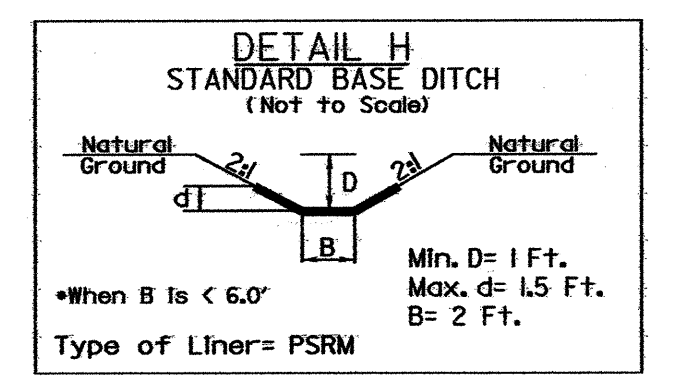 DETAIL H
STANDARD BASE DITCH
(Not to Scale)
Natural
Ground
2:1
D
2:1
Natural
Ground
d
B
Min. D= 1 Ft.
Max. d= 1.5 Ft.
B= 2 Ft.
*When B is < 6.0'
Type of Liner= PSRM